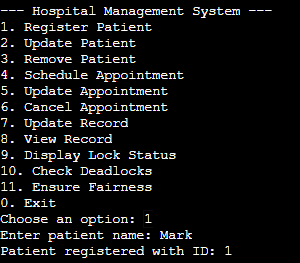 --- Hospital Management System ---
1. Register Patient
2. Update Patient
3. Remove Patient
4. Schedule Appointment
5. Update Appointment
6. Cancel Appointment
7. Update Record
8. View Record
9. Display Lock Status
10. Check Deadlocks
11. Ensure Fairness
0. Exit
Choose an option: 1
Enter patient name: Mark
Patient registered with ID: 1